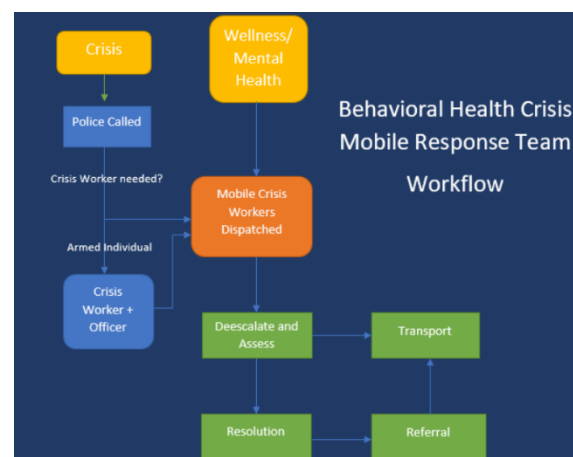 Crisis
Wellness/
Mental
Health
Behavioral Health Crisis
Mobile Response Team
Workflow
Police Called
Crisis Worker needed?
Mobile Crisis
Workers
Dispatched
Armed Individual
Crisis
Worker +
Officer
Deescalate and
Assess
Transport
Resolution
Referral